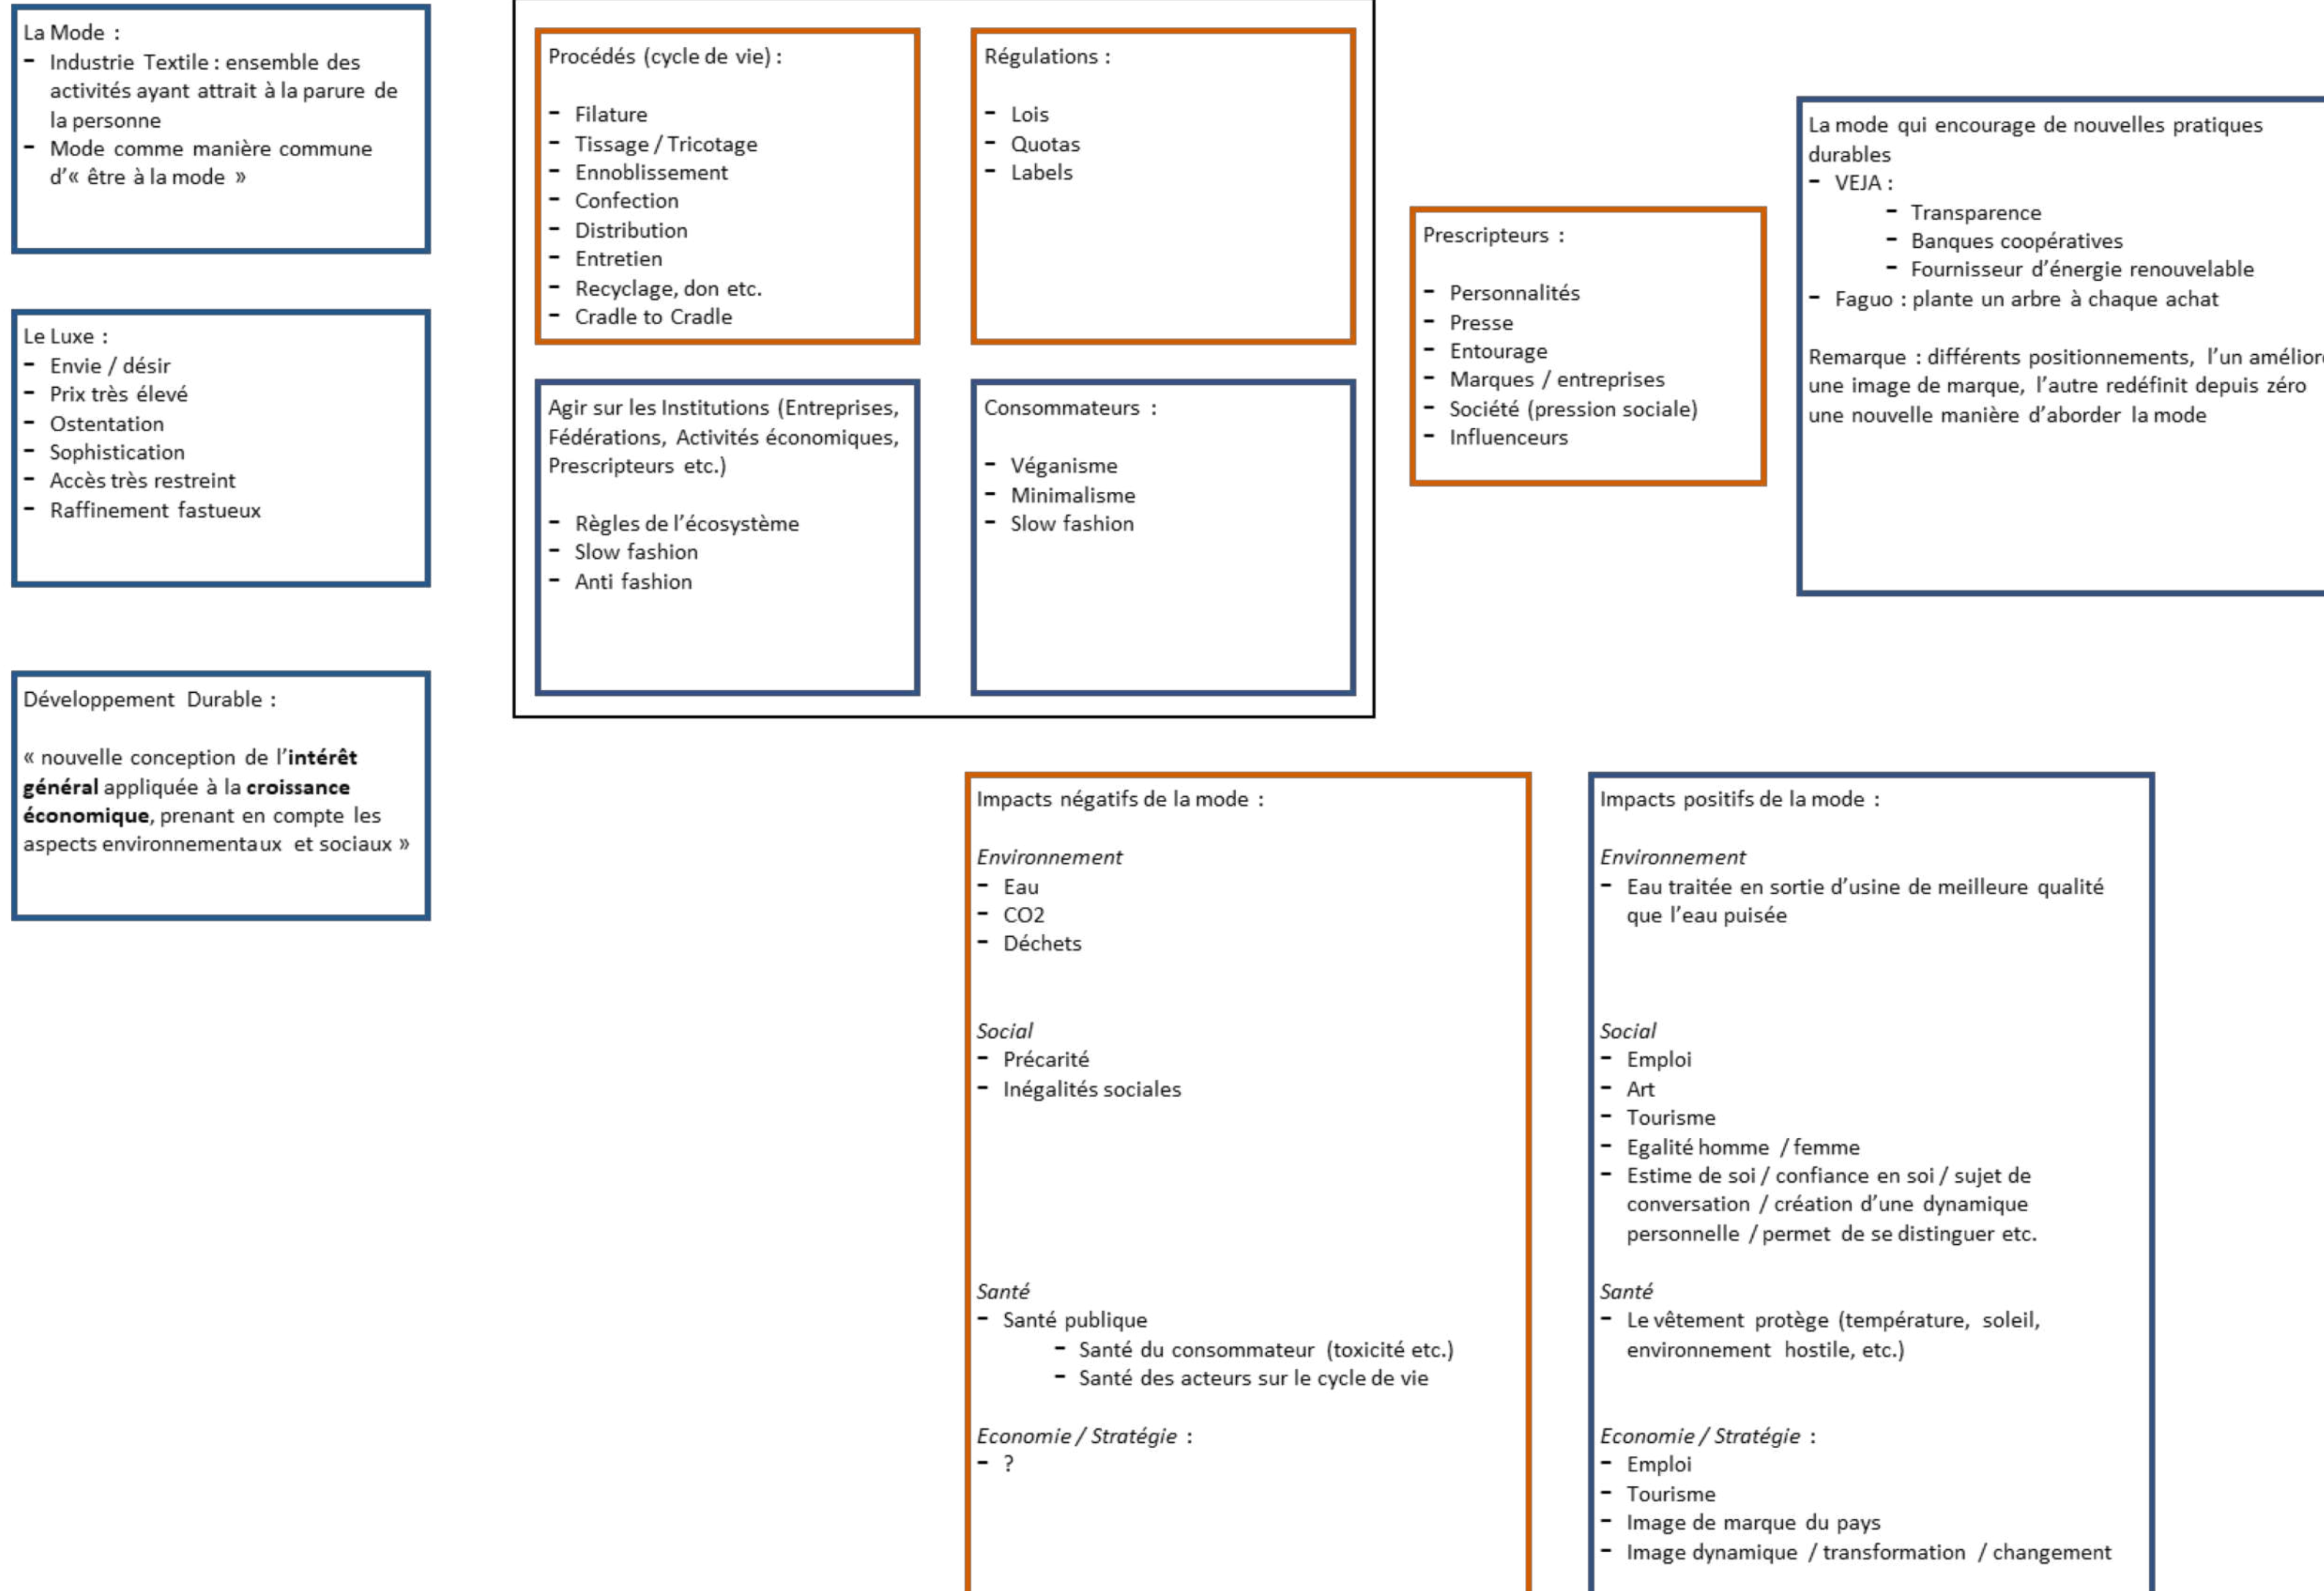 La Mode :
- Industrie Textile : ensemble des
activités ayant attrait à la parure de
la personne
- Mode comme manière commune
d'« être à la mode »
Le Luxe :
- Envie / désir
- Prix très élevé
- Ostentation
- Sophistication
- Accès très restreint
- Raffinement fastueux
Développement Durable :
« nouvelle conception de l'intérêt
général appliquée à la croissance
économique, prenant en compte les
aspects environnementaux et sociaux »
Procédés (cycle de vie) :
- Filature
- Tissage / Tricotage
- Ennoblissement
- Confection
- Distribution
- Entretien
- Recyclage, don etc.
- Cradle to Cradle
Régulations :
- Lois
- Quotas
- Labels
Agir sur les Institutions (Entreprises,
Fédérations, Activités économiques,
Prescripteurs etc.)
- Règles de l'écosystème
- Slow fashion
- Anti fashion
Consommateurs :
- Véganisme
- Minimalisme
- Slow fashion
Prescripteurs :
- Personnalités
- Presse
- Entourage
- Marques / entreprises
- Société (pression sociale)
- Influenceurs
La mode qui encourage de nouvelles pratiques
durables
- VEJA :
- Transparence
- Banques coopératives
- Fournisseur d'énergie renouvelable
- Faguo : plante un arbre à chaque achat
Remarque : différents positionnements, l'un améliore
une image de marque, l'autre redéfinit depuis zéro
une nouvelle manière d'aborder la mode
Impacts négatifs de la mode :
Environnement
- Eau
- CO2
- Déchets
Social
- Précarité
- Inégalités sociales
Santé
- Santé publique
- Santé du consommateur (toxicité etc.)
- Santé des acteurs sur le cycle de vie
Economie / Stratégie :
- ?
Impacts positifs de la mode :
Environnement
- Eau traitée en sortie d'usine de meilleure qualité
que l'eau puisée
Social
- Emploi
- Art
- Tourisme
- Egalité homme / femme
- Estime de soi / confiance en soi / sujet de
conversation / création d'une dynamique
personnelle / permet de se distinguer etc.
Santé
- Le vêtement protège (température, soleil,
environnement hostile, etc.)
Economie / Stratégie :
- Emploi
- Tourisme
- Image de marque du pays
- Image dynamique / transformation / changement